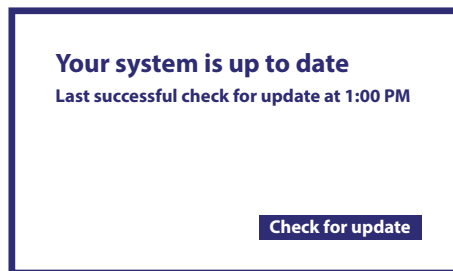 Your system is up to date
Last successful check for update at 1:00 PM
Check for update